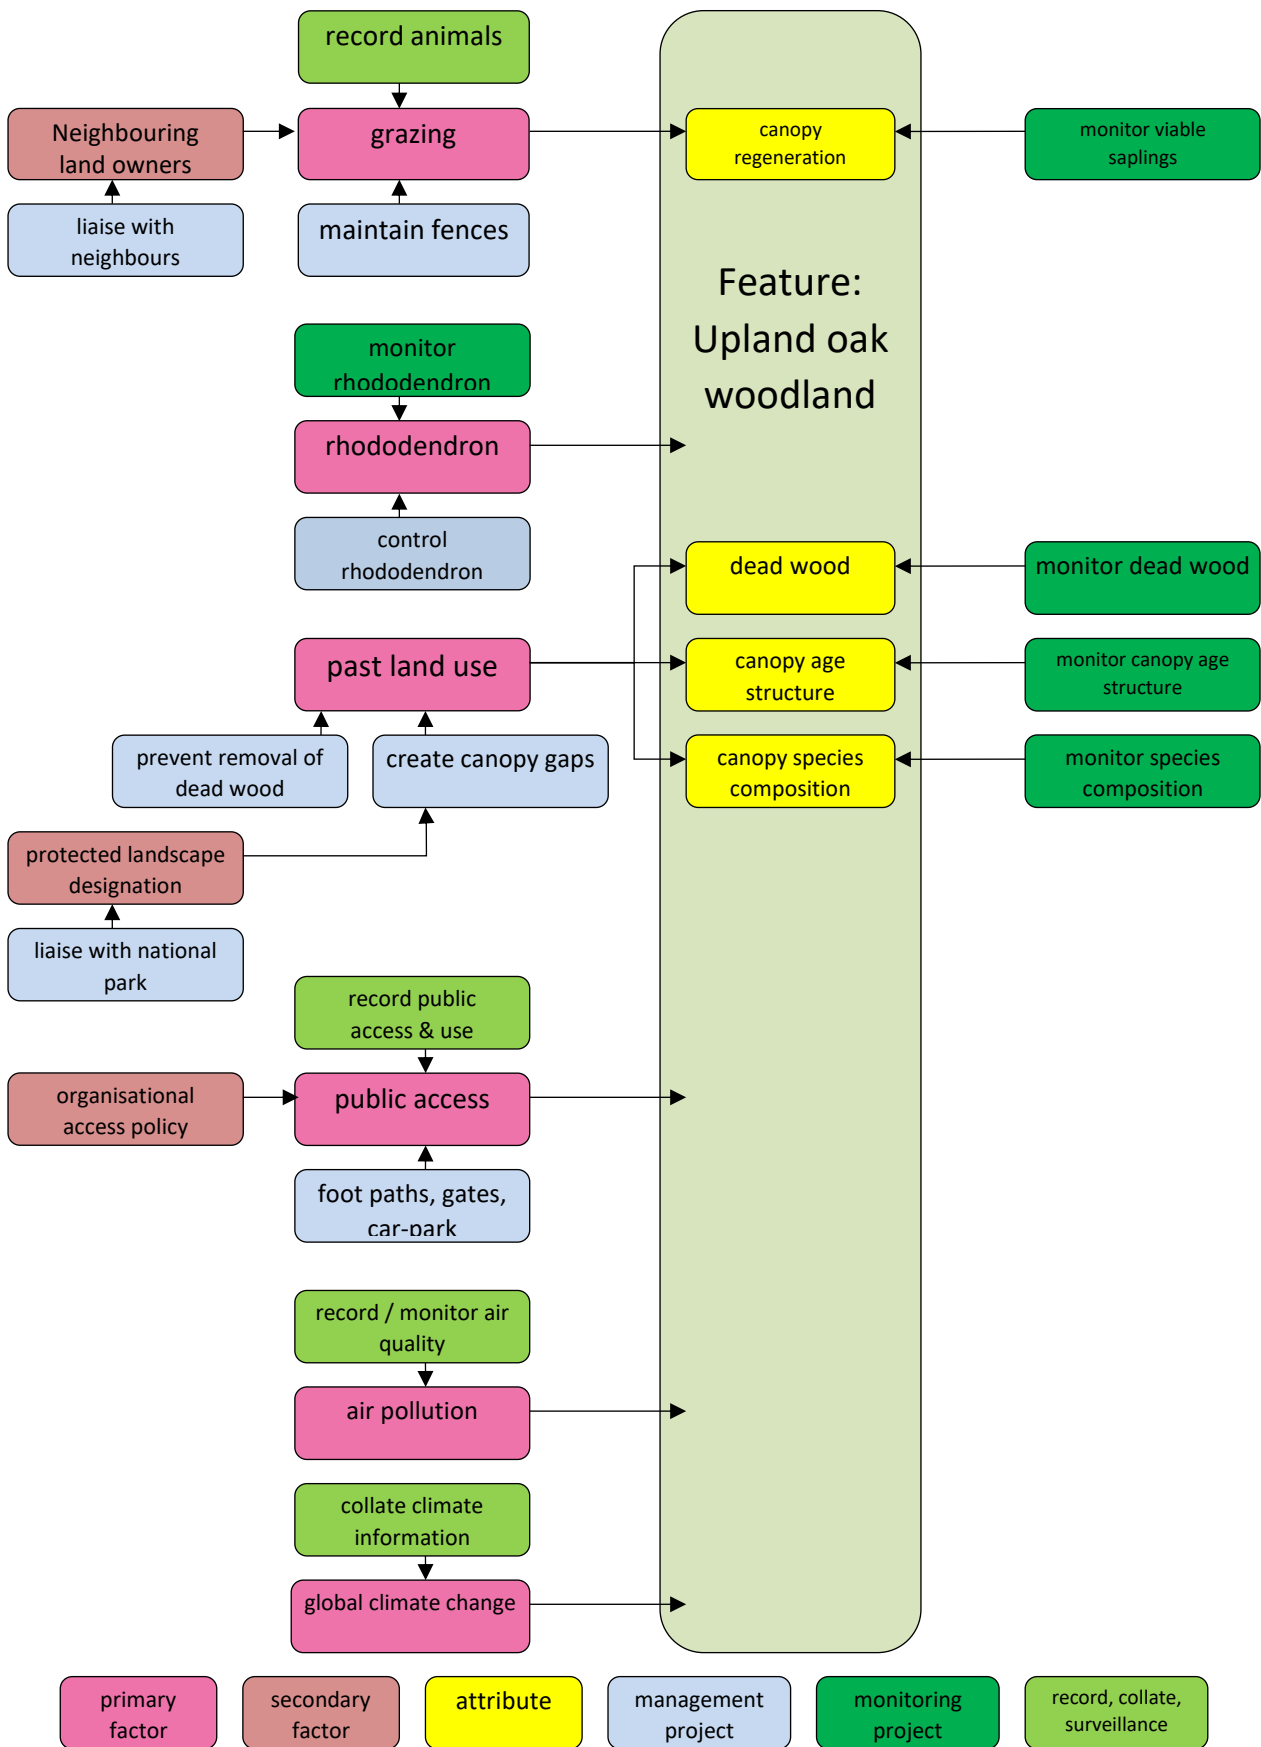 record animals
Neighbouring
land owners
grazing
canopy
regeneration
monitor viable
saplings
liaise with
neighbours
maintain fences
Feature:
Upland oak
woodland
monitor
rhododendron
rhododendron
control
rhododendron
dead wood
monitor dead wood
past land use
canopy age
structure
monitor canopy age
structure
prevent removal of
dead wood
create canopy gaps
canopy species
composition
monitor species
composition
protected landscape
designation
liaise with national
park
record public
access & use
organisational
access policy
public access
foot paths, gates,
car-park
record / monitor air
quality
air pollution
collate climate
information
global climate change
primary
factor
secondary
factor
attribute
management
project
monitoring
project
record, collate,
surveillance